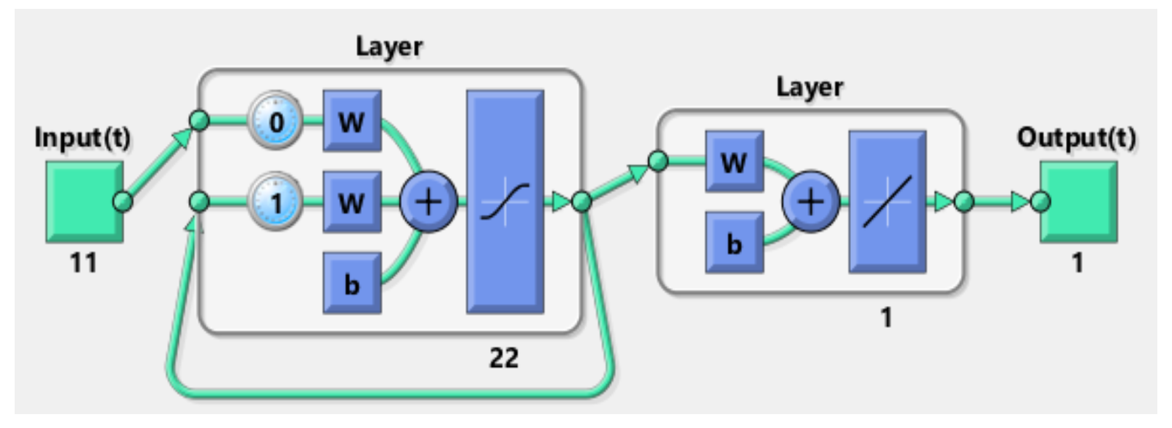 Layer
Layer
Input(t)
0
W
1
W
b
+
22
11
W
b
+
1
Output(t)
1